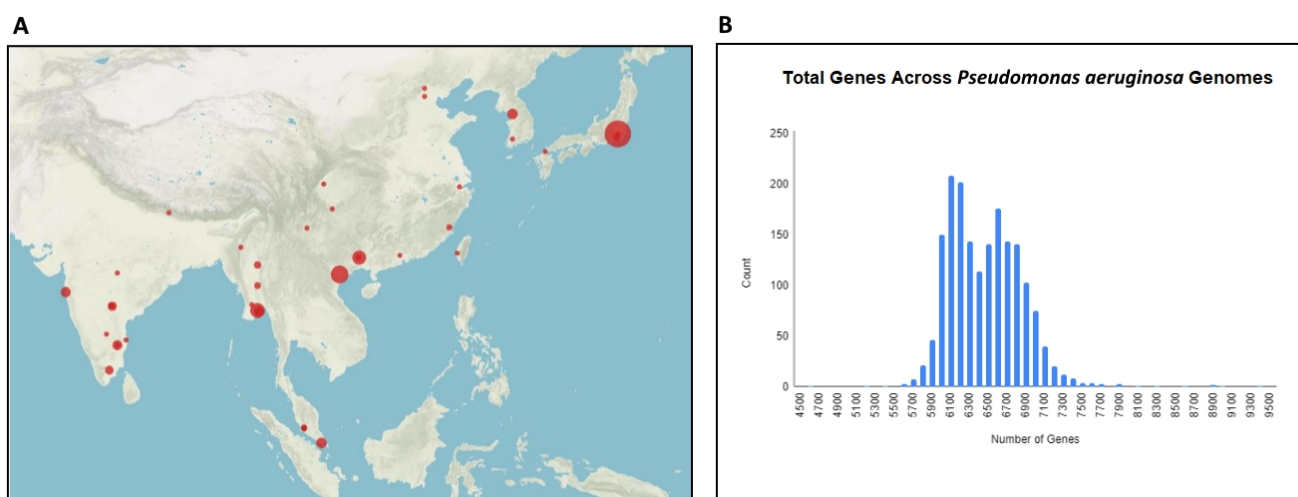 A
B
Total Genes Across Pseudomonas aeruginosa Genomes
250
200
150
100
50
0
Count
4500 4700 4900 5100 5300 5400 5600 5700 5900 6100 6300 6500 6700 6900 7100 7300 7500 7700 7900 8100 8300 8500 8700 8900 9100 9300 9500
Number of Genes